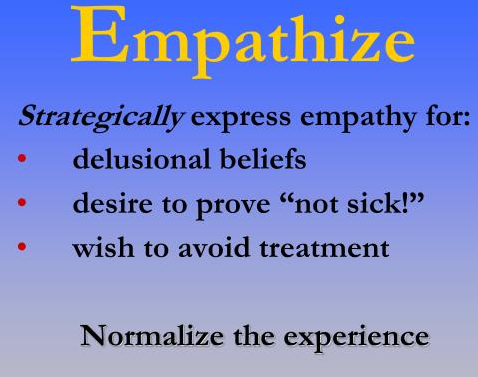 Empathize
Strategically express empathy for:
• delusional beliefs
• desire to prove “not sick!”
• wish to avoid treatment
Normalize the experience